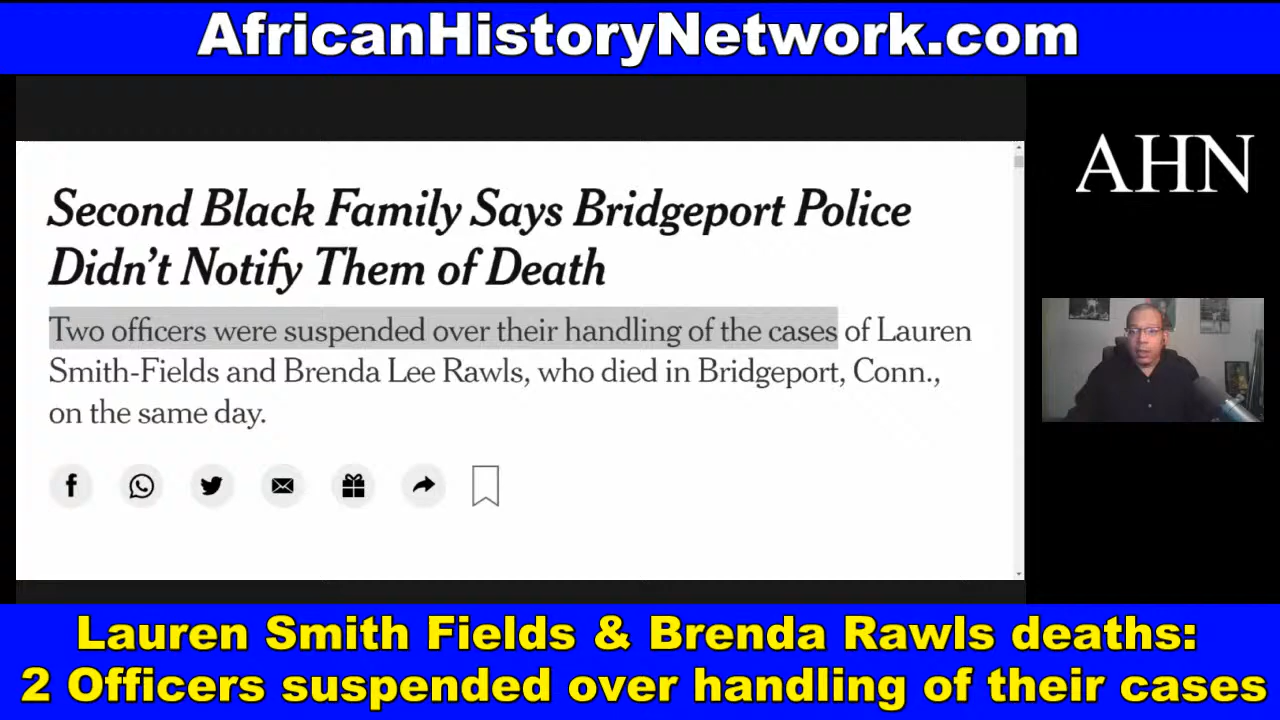 AfricanHistoryNetwork.com
AHN
Second Black Family Says Bridgeport Police
Didn't Notify Them of Death
Two officers were suspended over their handling of the cases of Lauren
Smith-Fields and Brenda Lee Rawls, who died in Bridgeport, Conn.,
on the same day.
Lauren Smith Fields & Brenda Rawls deaths:
2 Officers suspended over handling of their cases